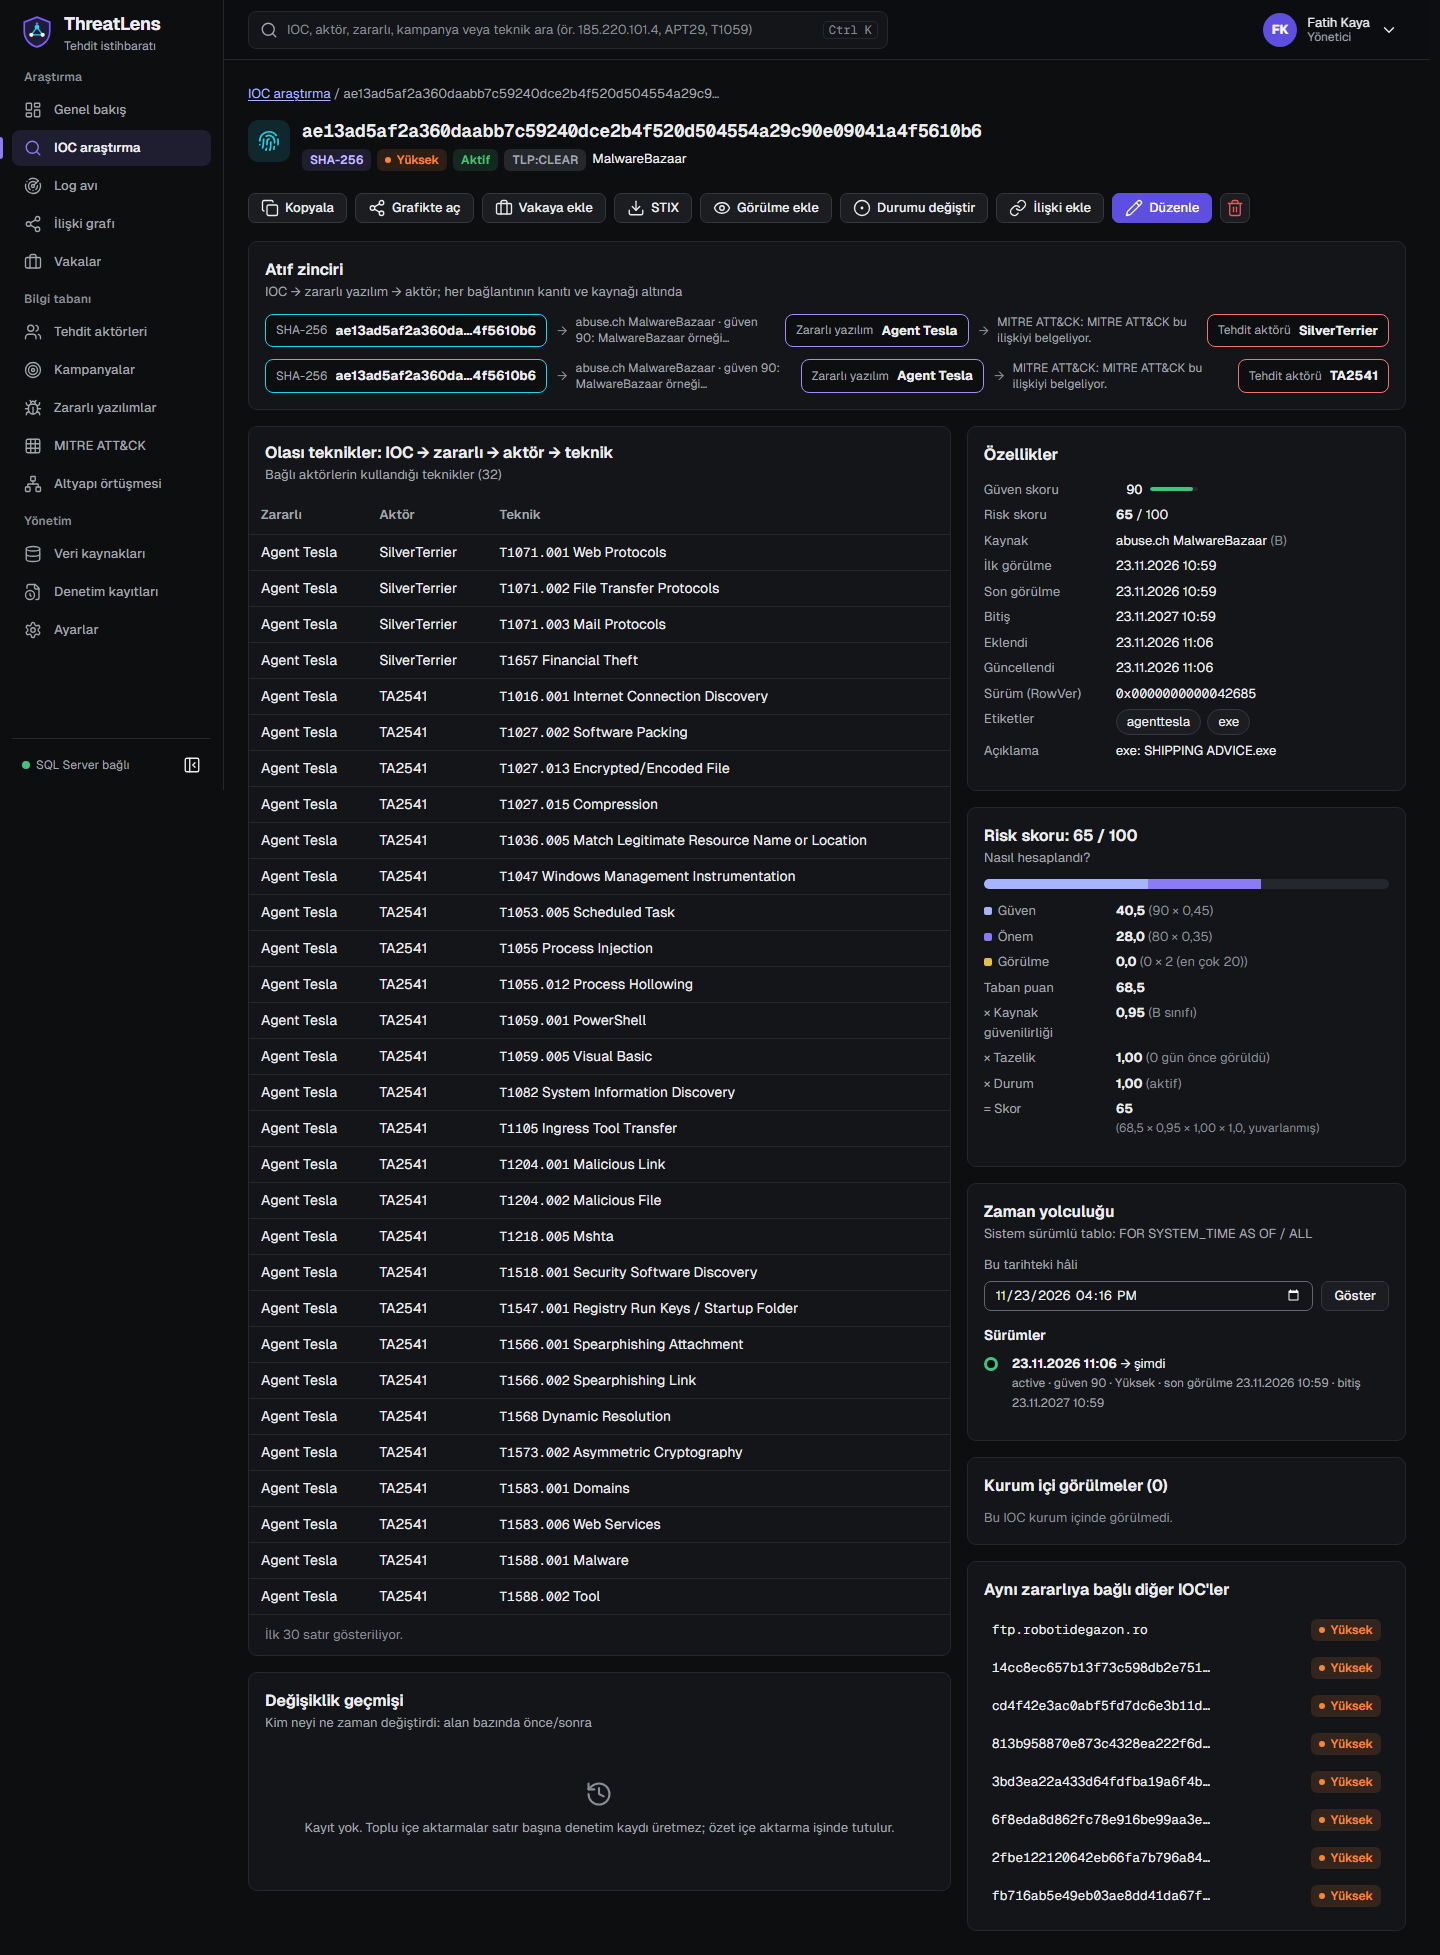 ThreatLens
Tehdit istihbaratı
IOC, aktör, zararlı, kampanya veya teknik ara (ör. 185.220.101.4, APT29, T1059)
Ctrl K
FK
Fatih Kaya
Yönetici
Araştırma
Genel bakış
IOC araştırma
Log avı
İlişki grafı
Vakalar
Bilgi tabanı
Tehdit aktörleri
Kampanyalar
Zararlı yazılımlar
MITRE ATT&CK
Altyapı örtüşmesi
Yönetim
Veri kaynakları
Denetim kayıtları
Ayarlar
SQL Server bağlı
IOC araştırma / ae13ad5af2a360daabb7c59240dce2b4f520d504554a29c9…
ae13ad5af2a360daabb7c59240dce2b4f520d504554a29c90e09041a4f5610b6
SHA-256 Yüksek Aktif TLP:CLEAR MalwareBazaar
Kopyala
Grafikte aç
Vakaya ekle
STIX
Görülme ekle
Durumu değiştir
İlişki ekle
Düzenle
Atıf zinciri
IOC → zararlı yazılım → aktör; her bağlantının kanıtı ve kaynağı altında
SHA-256 ae13ad5af2a360da…4f5610b6
→ abuse.ch MalwareBazaar · güven
90: MalwareBazaar örneği…
Zararlı yazılım Agent Tesla
→ MITRE ATT&CK: MITRE ATT&CK bu
ilişkiyi belgeliyor.
Tehdit aktörü SilverTerrier
SHA-256 ae13ad5af2a360da…4f5610b6
→ abuse.ch MalwareBazaar · güven 90:
MalwareBazaar örneği…
Zararlı yazılım Agent Tesla
→ MITRE ATT&CK: MITRE ATT&CK bu
ilişkiyi belgeliyor.
Tehdit aktörü TA2541
Olası teknikler: IOC → zararlı → aktör → teknik
Bağlı aktörlerin kullandığı teknikler (32)
Zararlı Aktör Teknik
Agent Tesla SilverTerrier T1071.001 Web Protocols
Agent Tesla SilverTerrier T1071.002 File Transfer Protocols
Agent Tesla SilverTerrier T1071.003 Mail Protocols
Agent Tesla SilverTerrier T1657 Financial Theft
Agent Tesla TA2541 T1016.001 Internet Connection Discovery
Agent Tesla TA2541 T1027.002 Software Packing
Agent Tesla TA2541 T1027.013 Encrypted/Encoded File
Agent Tesla TA2541 T1027.015 Compression
Agent Tesla TA2541 T1036.005 Match Legitimate Resource Name or Location
Agent Tesla TA2541 T1047 Windows Management Instrumentation
Agent Tesla TA2541 T1053.005 Scheduled Task
Agent Tesla TA2541 T1055 Process Injection
Agent Tesla TA2541 T1055.012 Process Hollowing
Agent Tesla TA2541 T1059.001 PowerShell
Agent Tesla TA2541 T1059.005 Visual Basic
Agent Tesla TA2541 T1082 System Information Discovery
Agent Tesla TA2541 T1105 Ingress Tool Transfer
Agent Tesla TA2541 T1204.001 Malicious Link
Agent Tesla TA2541 T1204.002 Malicious File
Agent Tesla TA2541 T1218.005 Mshta
Agent Tesla TA2541 T1518.001 Security Software Discovery
Agent Tesla TA2541 T1547.001 Registry Run Keys / Startup Folder
Agent Tesla TA2541 T1566.001 Spearphishing Attachment
Agent Tesla TA2541 T1566.002 Spearphishing Link
Agent Tesla TA2541 T1568 Dynamic Resolution
Agent Tesla TA2541 T1573.002 Asymmetric Cryptography
Agent Tesla TA2541 T1583.001 Domains
Agent Tesla TA2541 T1583.006 Web Services
Agent Tesla TA2541 T1588.001 Malware
Agent Tesla TA2541 T1588.002 Tool
İlk 30 satır gösteriliyor.
Değişiklik geçmişi
Kim neyi ne zaman değiştirdi: alan bazında önce/sonra
Kayıt yok. Toplu içe aktarmalar satır başına denetim kaydı üretmez; özet içe aktarma işinde tutulur.
Özellikler
Güven skoru 90
Risk skoru 65 / 100
Kaynak abuse.ch MalwareBazaar (B)
İlk görülme 23.11.2026 10:59
Son görülme 23.11.2026 10:59
Bitiş 23.11.2027 10:59
Eklendi 23.11.2026 11:06
Güncellendi 23.11.2026 11:06
Sürüm (RowVer) 0x0000000000042685
Etiketler agenttesla exe
Açıklama exe: SHIPPING ADVICE.exe
Risk skoru: 65 / 100
Nasıl hesaplandı?
Güven 40,5 (90 × 0,45)
Önem 28,0 (80 × 0,35)
Görülme 0,0 (0 × 2 (en çok 20))
Taban puan 68,5
× Kaynak güvenilirliği 0,95 (B sınıfı)
× Tazelik 1,00 (0 gün önce görüldü)
× Durum 1,00 (aktif)
= Skor 65
(68,5 × 0,95 × 1,00 × 1,0, yuvarlanmış)
Zaman yolculuğu
Sistem sürümlü tablo: FOR SYSTEM_TIME AS OF / ALL
Bu tarihteki hâli
11/23/2026 04:16 PM
Göster
Sürümler
23.11.2026 11:06 → şimdi
active · güven 90 · Yüksek · son görülme 23.11.2026 10:59 · bitiş
23.11.2027 10:59
Kurum içi görülmeler (0)
Bu IOC kurum içinde görülmedi.
Aynı zararlıya bağlı diğer IOC'ler
ftp.robotidegazon.ro Yüksek
14cc8ec657b13f73c598db2e751… Yüksek
cd4f42e3ac0abf5fd7dc6e3b11d… Yüksek
813b958870e873c4328ea222f6d… Yüksek
3bd3ea22a433d64fdfba19a6f4b… Yüksek
6f8eda8d862fc78e916be99aa3e… Yüksek
2fbe122120642eb66fa7b796a84… Yüksek
fb716ab5e49eb03ae8dd41da67f… Yüksek